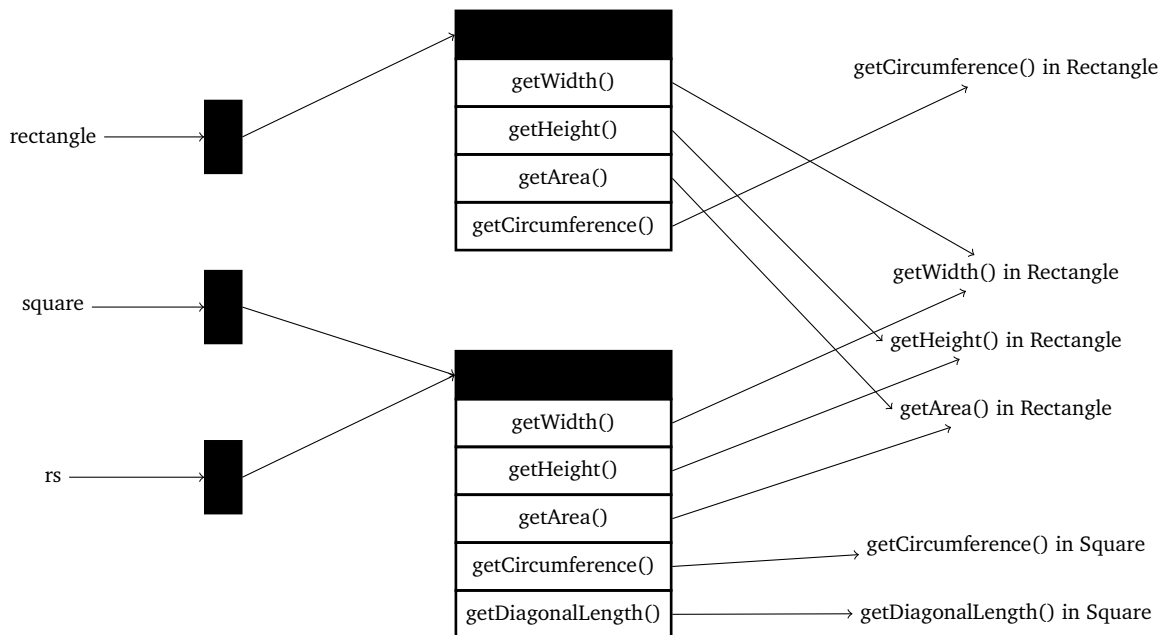 rectangle
square
rs
getWidth()
getHeight()
getArea()
getCircumference()
getWidth()
getHeight()
getArea()
getCircumference()
getDiagonalLength()
getCircumference() in Rectangle
getWidth() in Rectangle
getHeight() in Rectangle
getArea() in Rectangle
getCircumference() in Square
getDiagonalLength() in Square